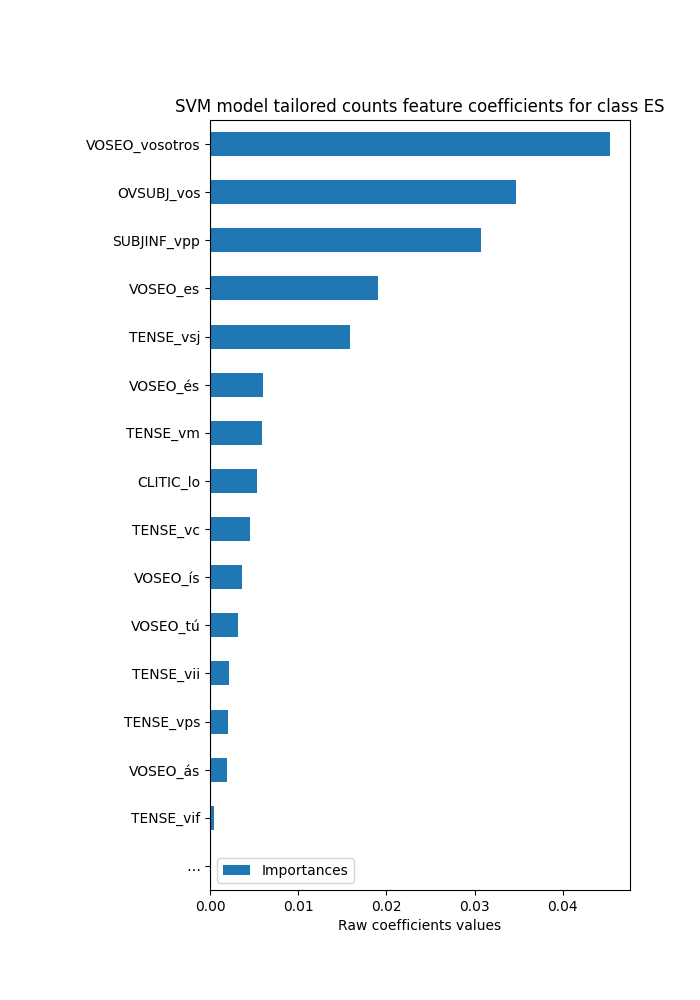 SVM model tailored counts feature coefficients for class ES
VOSEO_vosotros
OVSUBJ_vos
SUBJINF_vpp
VOSEO_es
TENSE_vsj
VOSEO_és
TENSE_vm
CLITIC_lo
TENSE_vc
VOSEO_ís
VOSEO_tú
TENSE_vii
TENSE_vps
VOSEO_ás
TENSE_vif
...
Importances
0.00 0.01 0.02 0.03 0.04
Raw coefficients values